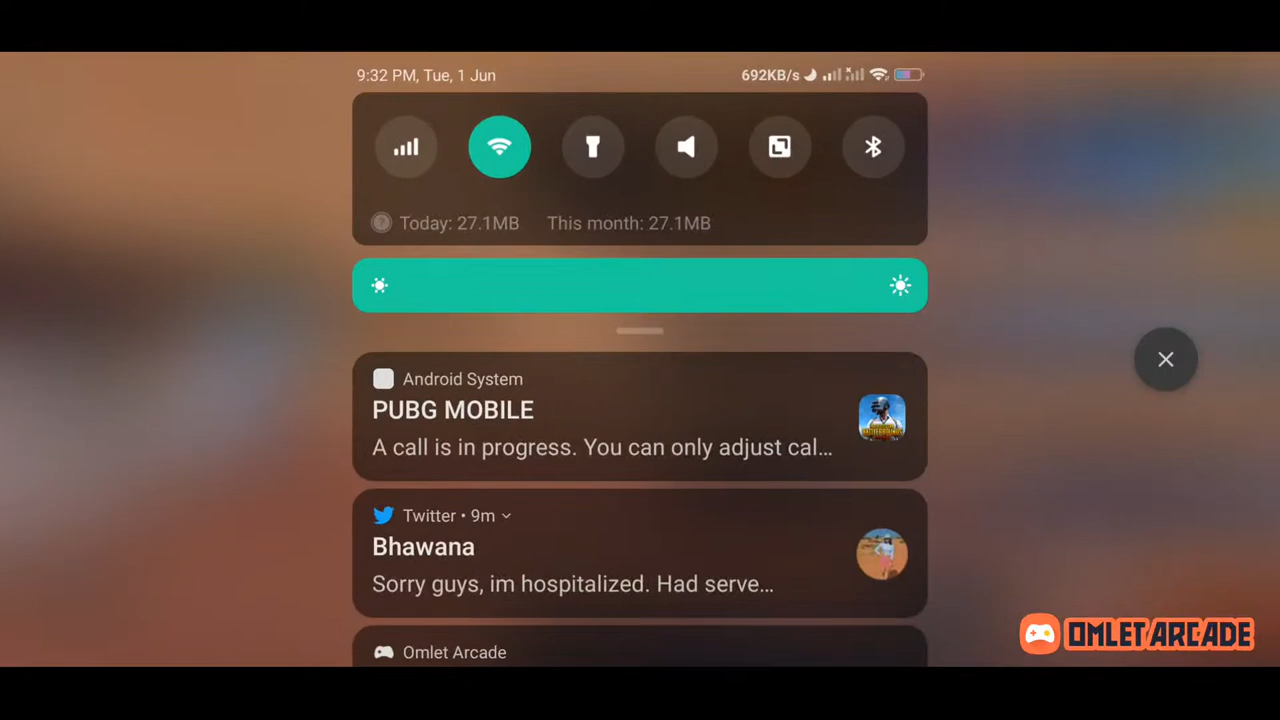 9:32 PM, Tue, 1 Jun 692KB/s
Today: 27.1MB This month: 27.1MB
Android System
PUBG MOBILE
A call is in progress. You can only adjust cal...
Twitter • 9m
Bhawana
Sorry guys, im hospitalized. Had serve...
Omlet Arcade
OMLET ARCADE